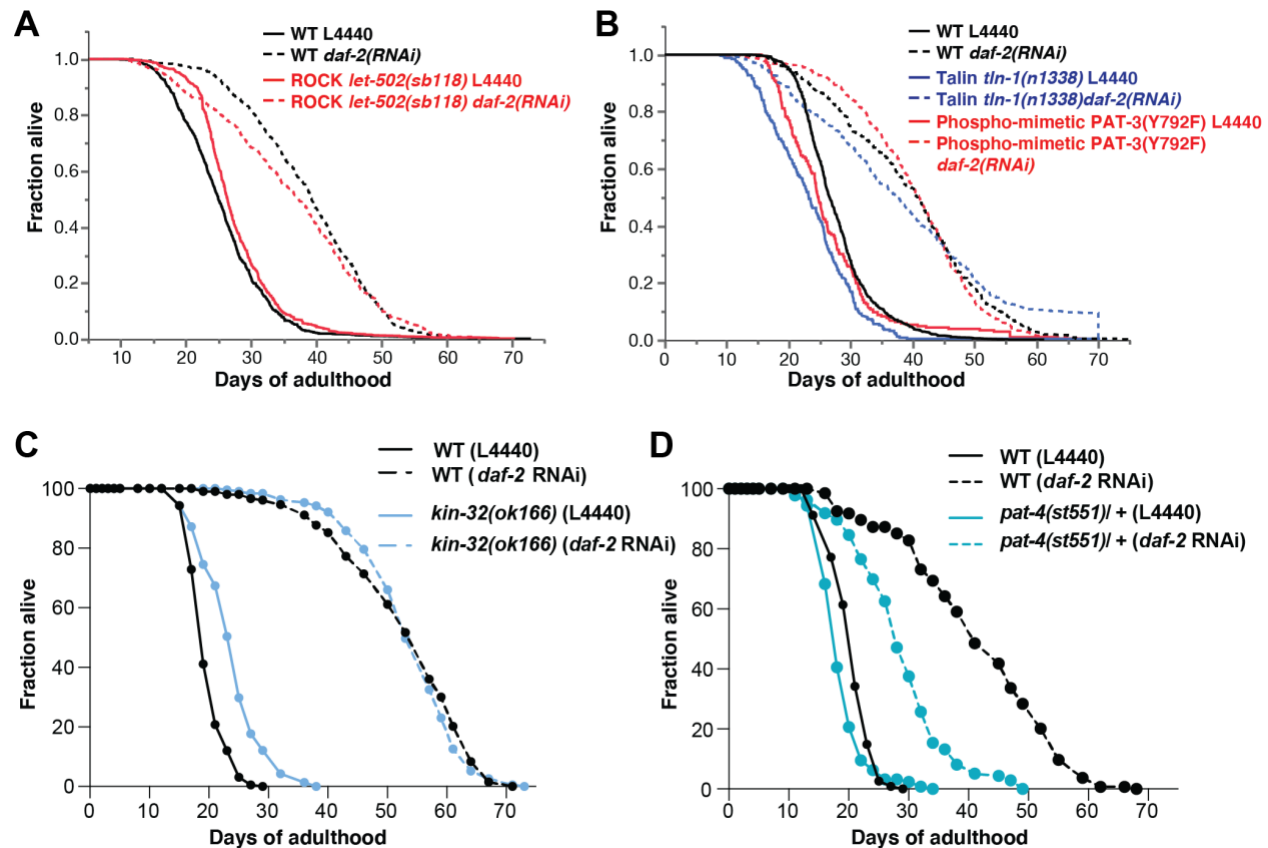 A
WT L4440
WT daf-2(RNAi)
ROCK let-502(sb118) L4440
ROCK let-502(sb118) daf-2(RNAi)
Fraction alive
1.0
0.8
0.6
0.4
0.2
0.0
10 20 30 40 50 60 70
Days of adulthood
B
WT L4440
WT daf-2(RNAi)
Talin tln-1(n1338) L4440
Talin tln-1(n1338)daf-2(RNAi)
Phospho-mimetic PAT-3(Y792F) L4440
Phospho-mimetic PAT-3(Y792F)
daf-2(RNAi)
Fraction alive
1.0
0.8
0.6
0.4
0.2
0.0
0 10 20 30 40 50 60 70
Days of adulthood
C
WT (L4440)
WT (daf-2 RNAi)
kin-32(ok166) (L4440)
kin-32(ok166) (daf-2 RNAi)
Fraction alive
100
80
60
40
20
0
0 10 20 30 40 50 60 70
Days of adulthood
D
WT (L4440)
WT (daf-2 RNAi)
pat-4(st551)/ + (L4440)
pat-4(st551)/ + (daf-2 RNAi)
Fraction alive
100
80
60
40
20
0
0 10 20 30 40 50 60 70
Days of adulthood